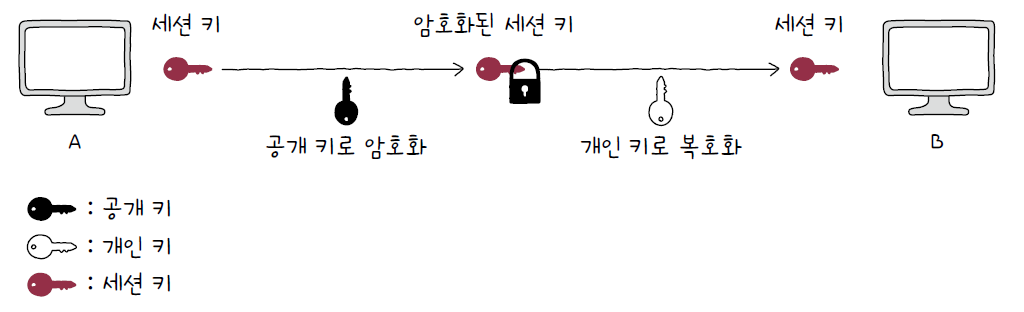 세션 키
암호화된 세션 키
세션 키
공개 키로 암호화
개인 키로 복호화
A
B
: 공개 키
: 개인 키
: 세션 키